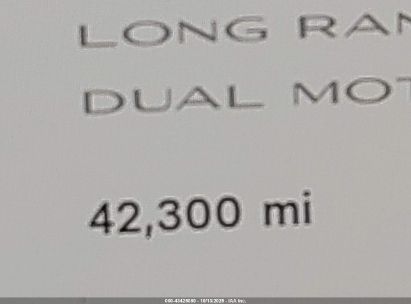 LONG RAN
DUAL MOT
42,300 mi